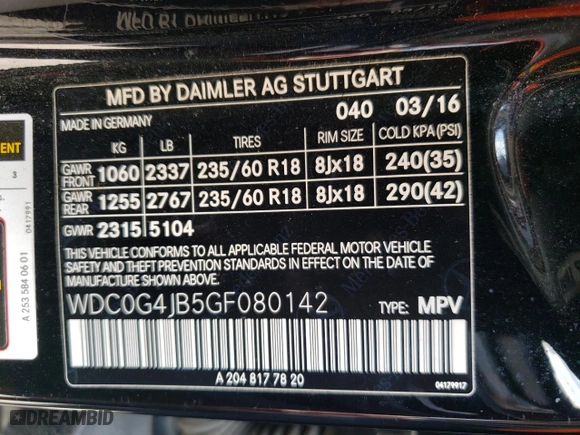 MFD BY DAIMLER AG STUTTGART
MADE IN GERMANY 040 03/16
KG LB TIRES RIM SIZE COLD KPA (PSI)
GAWR FRONT 1060 2337 235/60 R18 8Jx18 240(35)
GAWR REAR 1255 2767 235/60 R18 8Jx18 290(42)
GVWR 2315 5104
THIS VEHICLE CONFORMS TO ALL APPLICABLE FEDERAL MOTOR VEHICLE
SAFETY AND THEFT PREVENTION STANDARDS IN EFFECT ON THE DATE OF
MANUFACTURE SHOWN ABOVE.
WDC0G4JB5GF080142 TYPE: MPV
A 204 817 78 20
04179917
3
A 253 584 06 01
0417991
DREAMBID